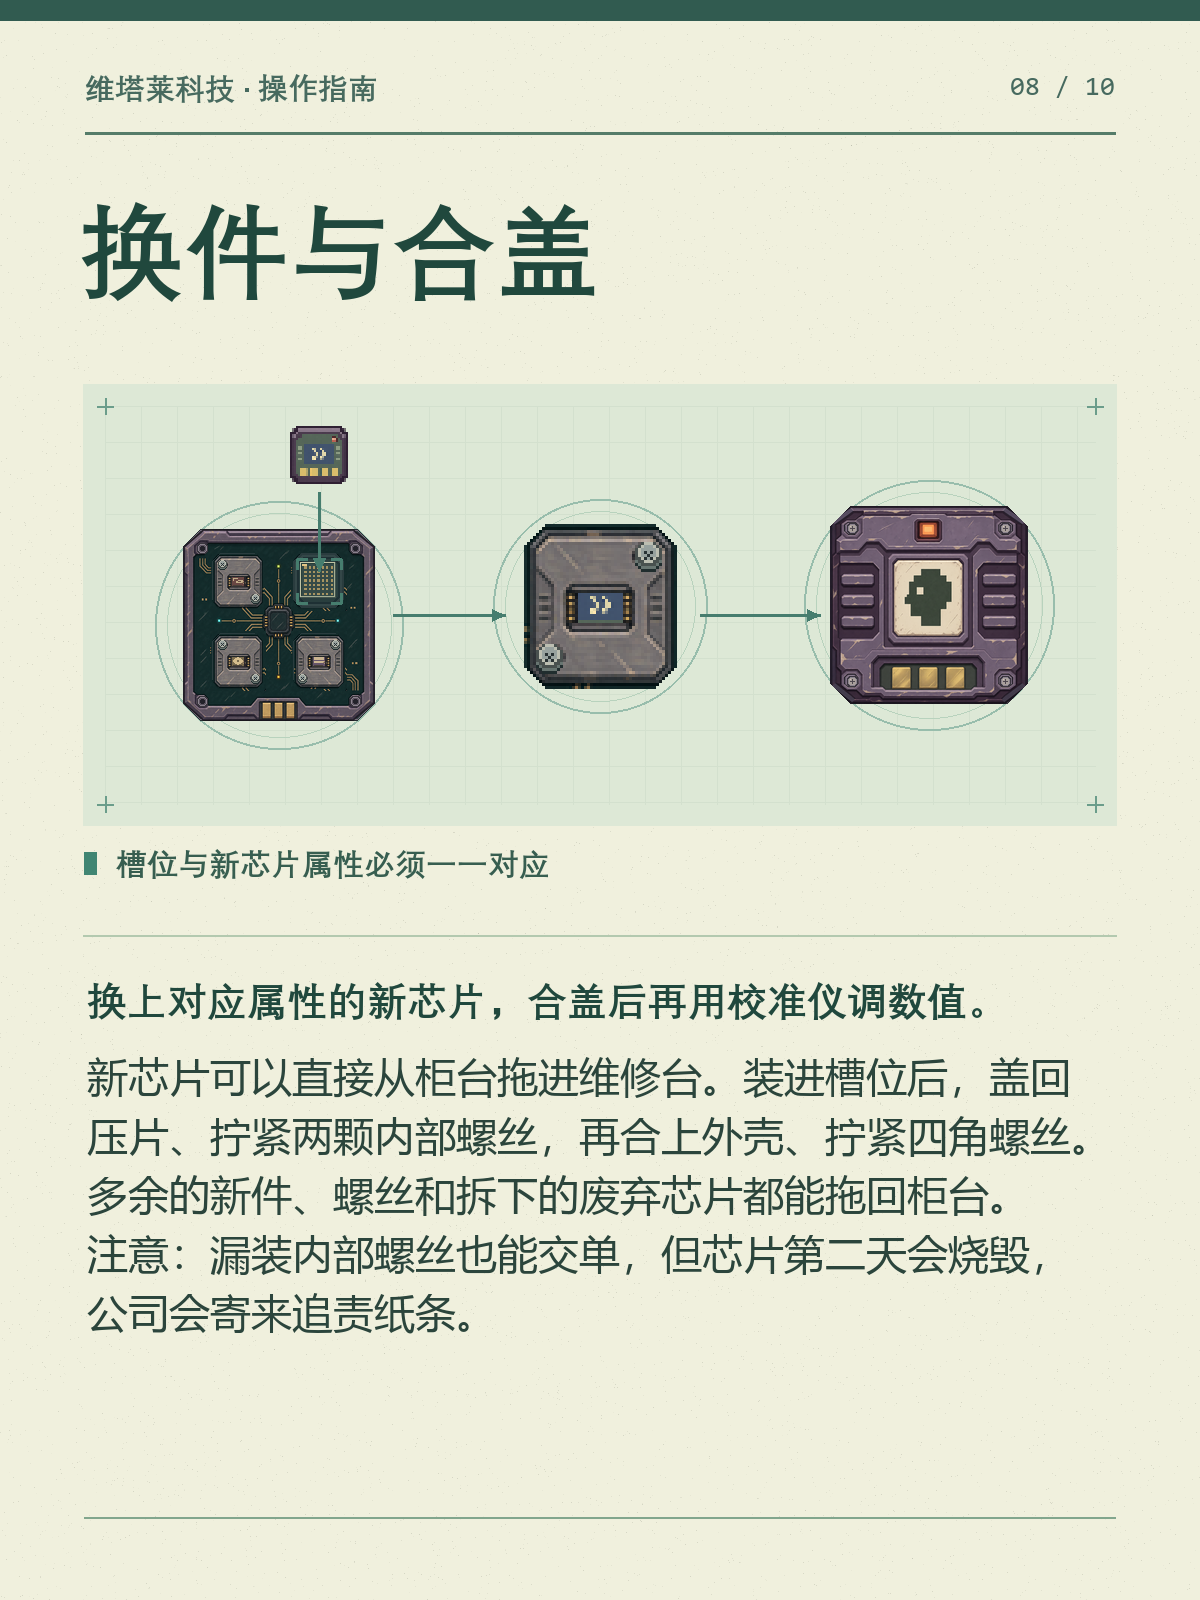 维塔莱科技 · 操作指南
08 / 10
换件与合盖
槽位与新芯片属性必须一一对应
换上对应属性的新芯片，合盖后再用校准仪调数值。
新芯片可以直接从柜台拖进维修台。装进槽位后，盖回
压片、拧紧两颗内部螺丝，再合上外壳、拧紧四角螺丝。
多余的新件、螺丝和拆下的废弃芯片都能拖回柜台。
注意：漏装内部螺丝也能交单，但芯片第二天会烧毁，
公司会寄来追责纸条。